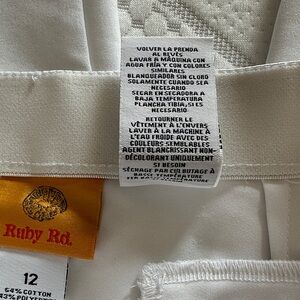 VOLVER LA PRENDA
AL REVÉS
LAVAR A MÁQUINA CON
AGUA FRÍA Y CON COLORES
SIMILARES
BLANQUEADOR SIN CLORO
SOLAMENTE CUANDO SEA
NECESARIO
SECAR EN SECADORA A
BAJA TEMPERATURA
PLANCHA TIBIA, SI ES
NECESARIO
RETOURNER LE
VÊTEMENT À L'ENVERS
LAVER À LA MACHINE À
L'EAU FROIDE AVEC DES
COULEURS SEMBLABLES
AGENT BLANCHISSANT NON-
DÉCOLORANT UNIQUEMENT
SI BESOIN
SÉCHAGE PAR CULBUTAGE À
BASSE TEMPÉRATURE
Ruby Rd.
12
54% COTTON
43% POLYESTER